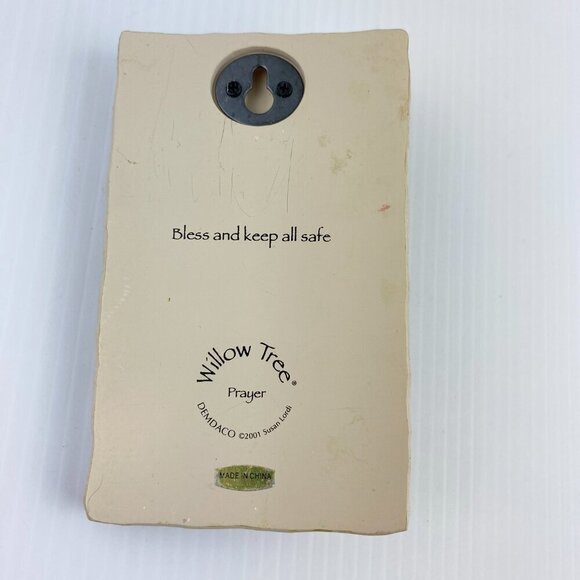 Bless and keep all safe
Willow Tree®
Prayer
DEMDACO ©2001 Susan Lordi
MADE IN CHINA